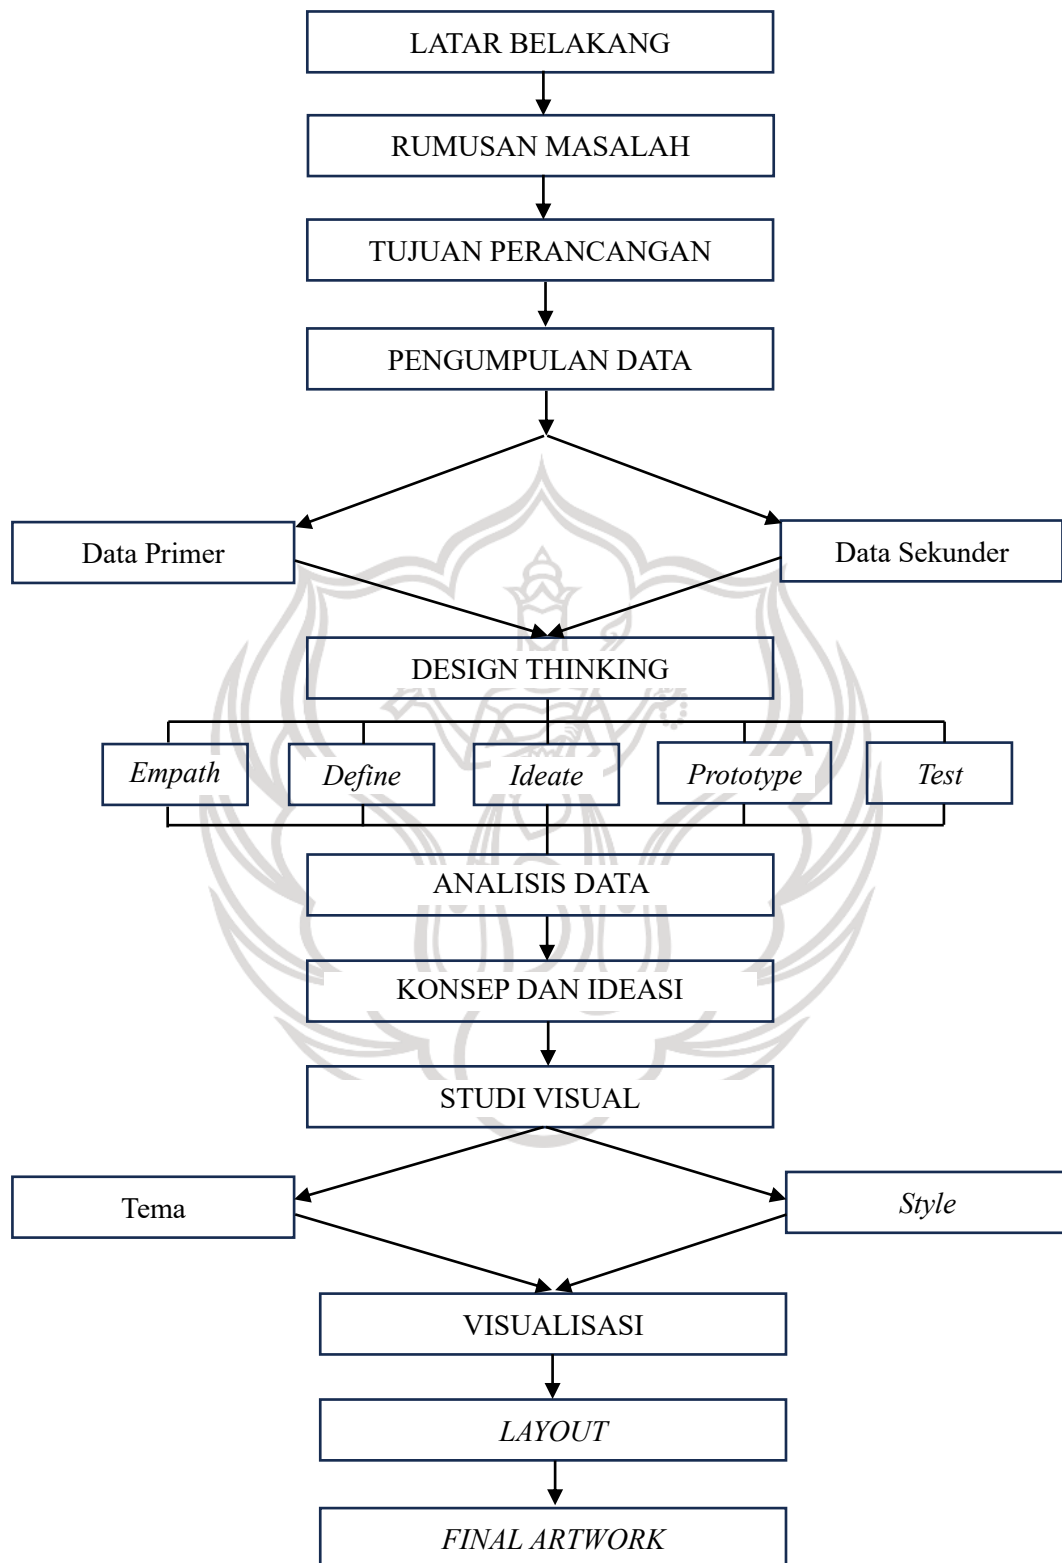 LATAR BELAKANG
RUMUSAN MASALAH
TUJUAN PERANCANGAN
PENGUMPULAN DATA
Data Primer
Data Sekunder
DESIGN THINKING
Empath
Define
Ideate
Prototype
Test
ANALISIS DATA
KONSEP DAN IDEASI
STUDI VISUAL
Tema
Style
VISUALISASI
LAYOUT
FINAL ARTWORK